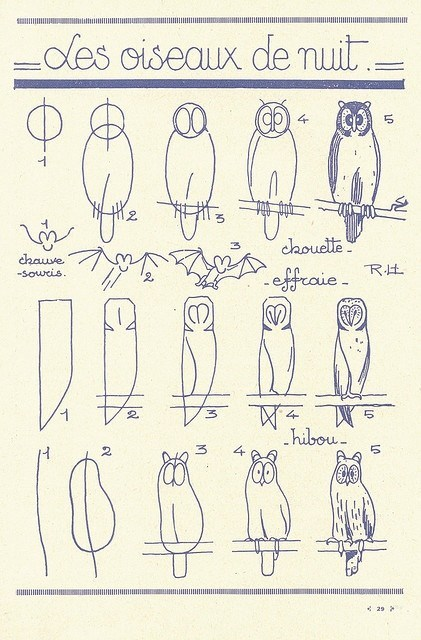 Les oiseaux de nuit.
1
2
3
4
5
1
chauve
-souris.
2
3
chouette-
-effraie-
R.H
1
2
3
4
5
-hibou-
1
2
3
4
5
< 29 >